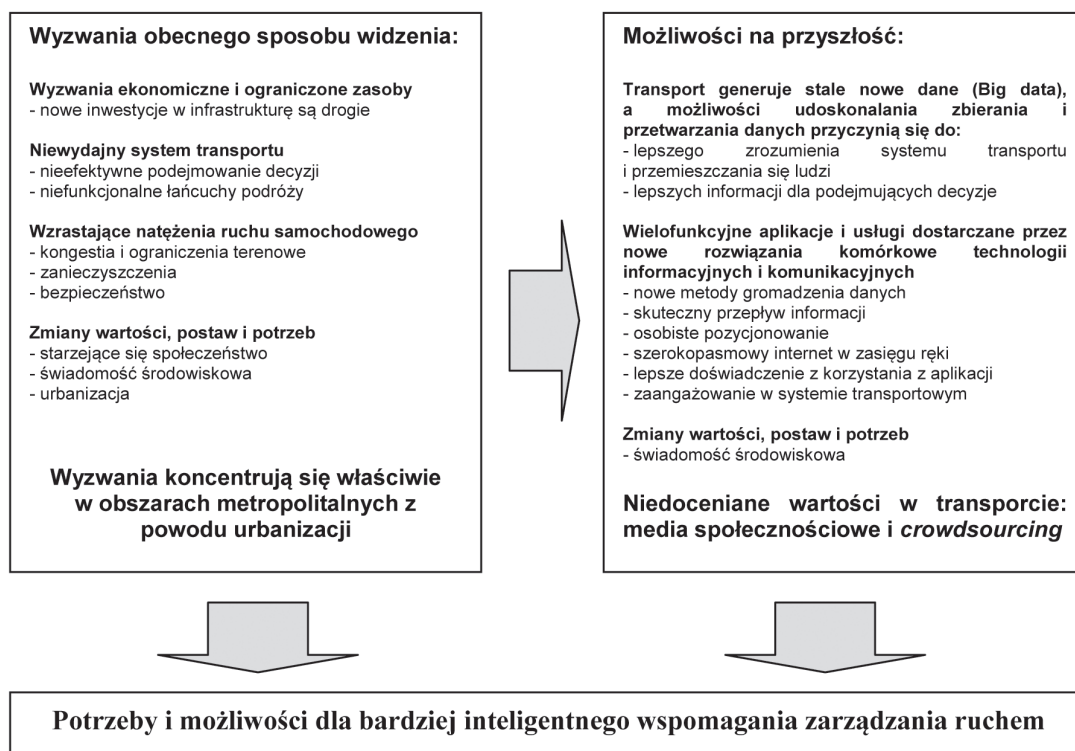 Wyzwania obecnego sposobu widzenia:
Wyzwania ekonomiczne i ograniczone zasoby
- nowe inwestycje w infrastrukturę są drogie
Niewydajny system transportu
- nieefektywne podejmowanie decyzji
- niefunkcjonalne łańcuchy podróży
Wzrastające natężenia ruchu samochodowego
- kongestia i ograniczenia terenowe
- zanieczyszczenia
- bezpieczeństwo
Zmiany wartości, postaw i potrzeb
- starzejące się społeczeństwo
- świadomość środowiskowa
- urbanizacja
Wyzwania koncentrują się właściwie
w obszarach metropolitalnych z
powodu urbanizacji
Możliwości na przyszłość:
Transport generuje stale nowe dane (Big data),
a możliwości udoskonalania zbierania i
przetwarzania danych przyczynią się do:
- lepszego zrozumienia systemu transportu
i przemieszczania się ludzi
- lepszych informacji dla podejmujących decyzje
Wielofunkcyjne aplikacje i usługi dostarczane przez
nowe rozwiązania komórkowe technologii
informacyjnych i komunikacyjnych
- nowe metody gromadzenia danych
- skuteczny przepływ informacji
- osobiste pozycjonowanie
- szerokopasmowy internet w zasięgu ręki
- lepsze doświadczenie z korzystania z aplikacji
- zaangażowanie w systemie transportowym
Zmiany wartości, postaw i potrzeb
- świadomość środowiskowa
Niedoceniane wartości w transporcie:
media społecznościowe i crowdsourcing
Potrzeby i możliwości dla bardziej inteligentnego wspomagania zarządzania ruchem